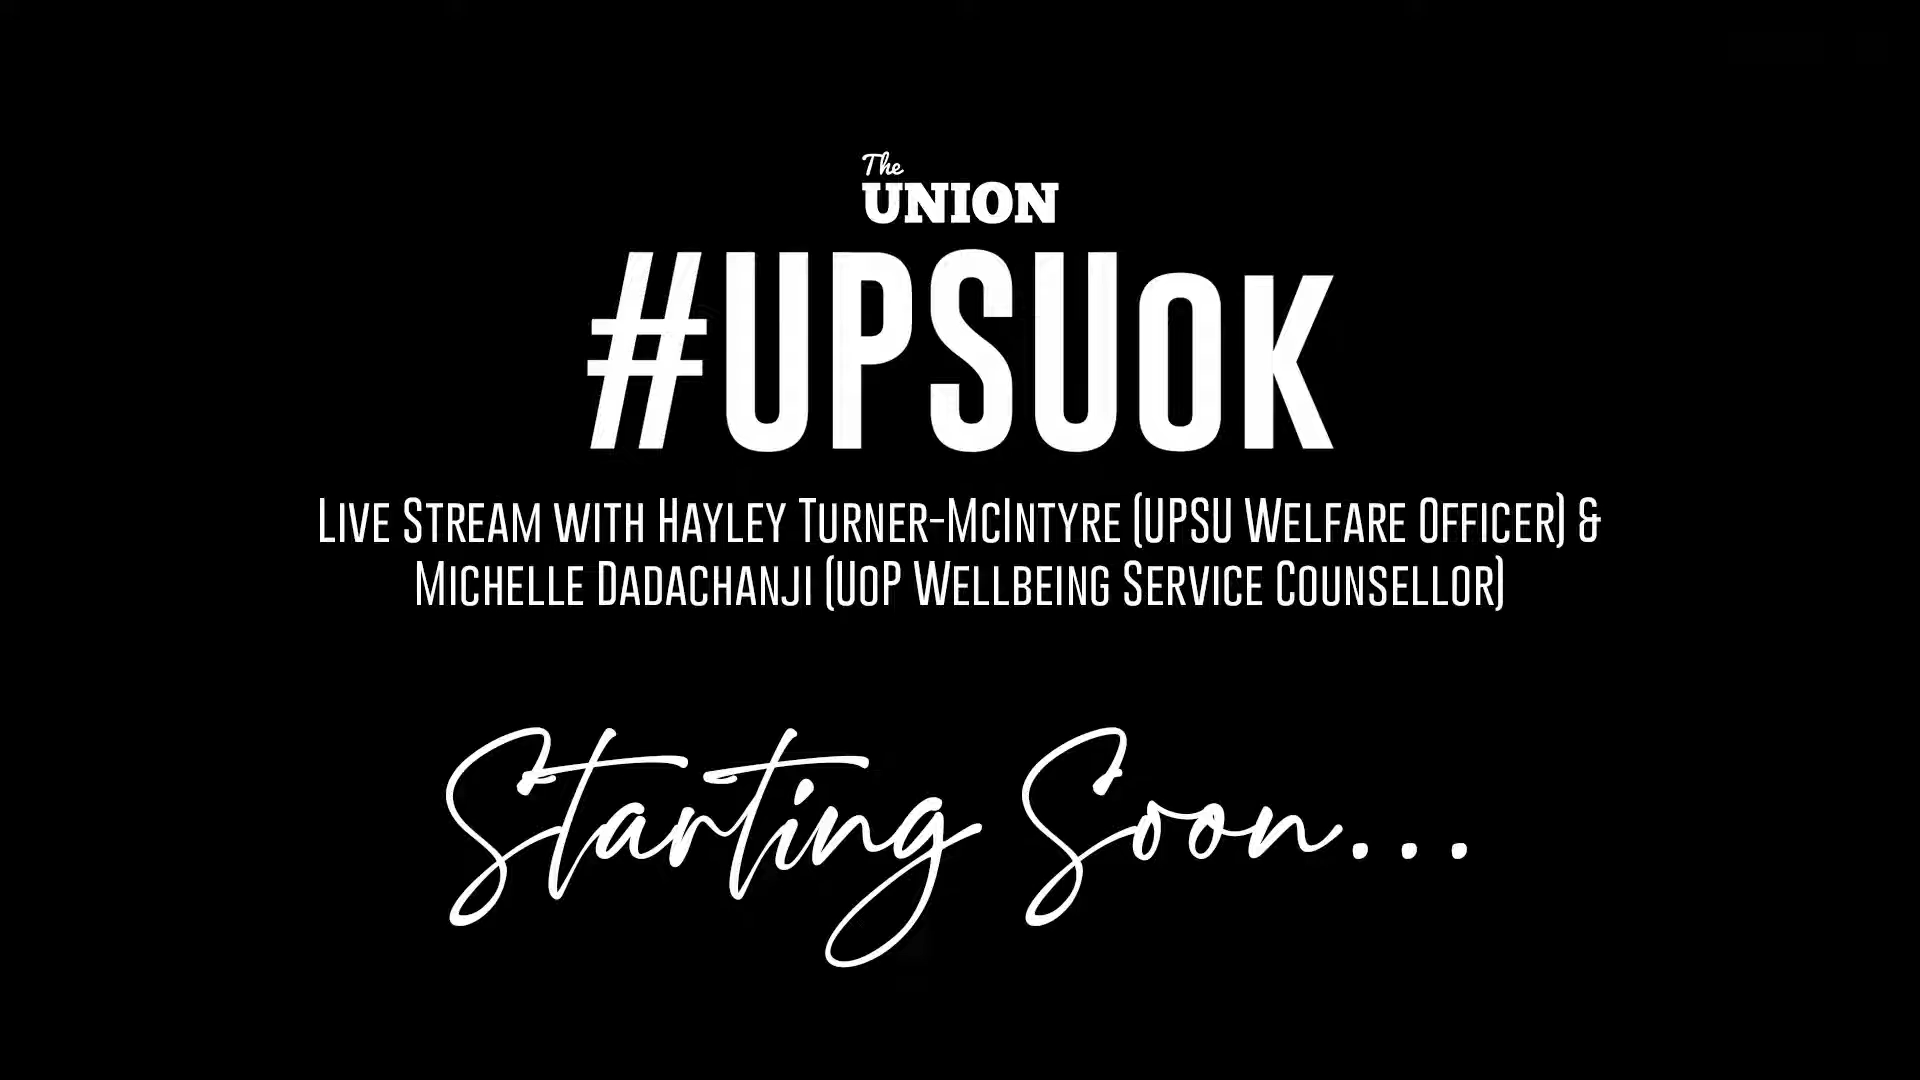 The
UNION
#UPSUOK
Live Stream with Hayley Turner-McIntyre (UPSU Welfare Officer) &
Michelle Dadachanji (UoP Wellbeing Service Counsellor)
Starting Soon...